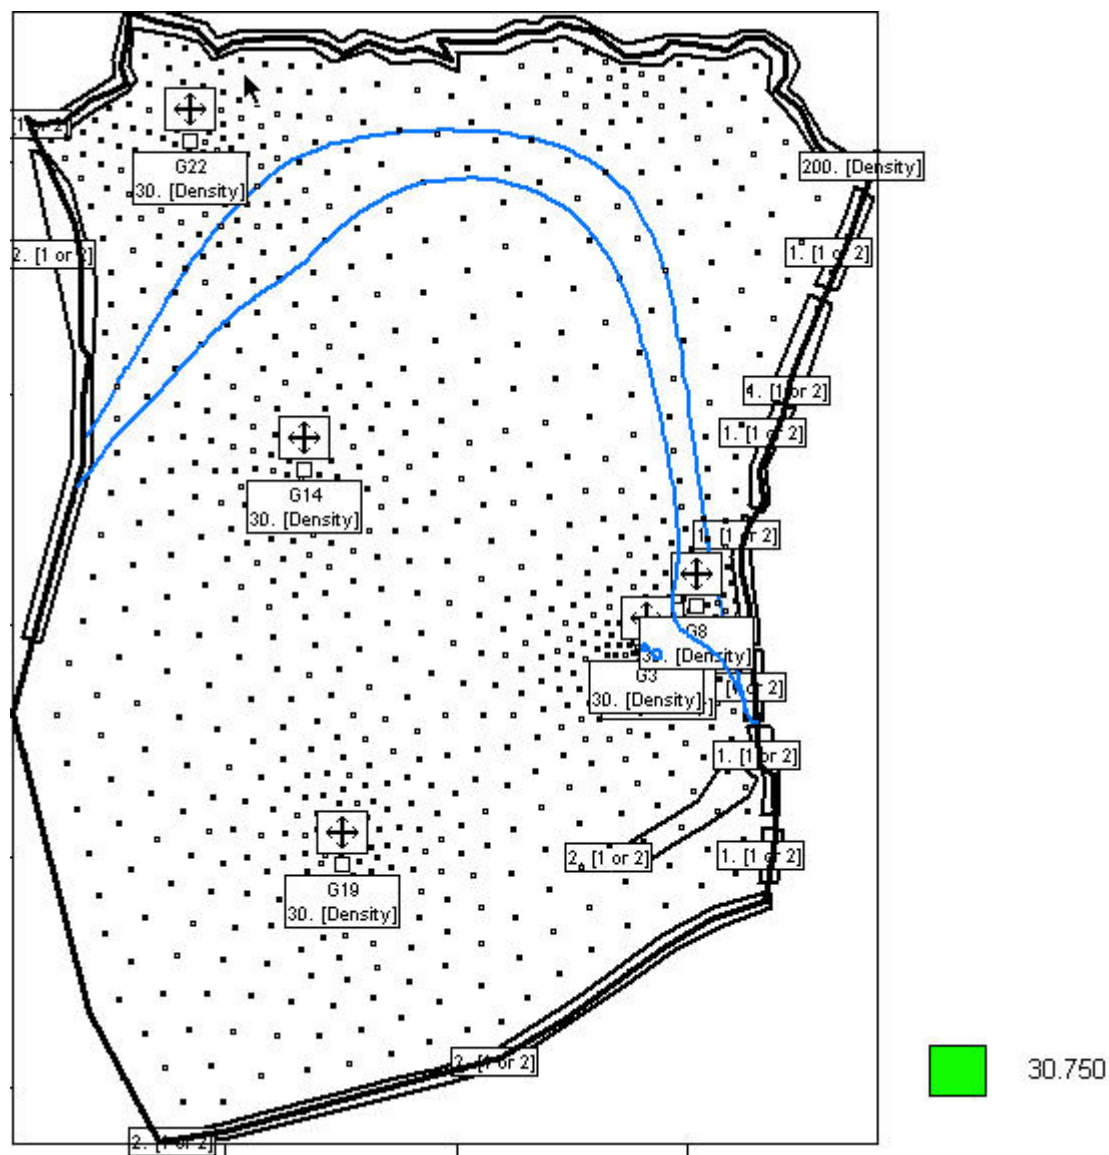 1. [1 or 2]
G22
30. [Density]
200. [Density]
2. [1 or 2]
1. [1 or 2]
4. [1 or 2]
1. [1 or 2]
G14
30. [Density]
1. [1 or 2]
G8
30. [Density]
G3
30. [Density]
[1 or 2]
1. [1 or 2]
2. [1 or 2]
1. [1 or 2]
G19
30. [Density]
2. [1 or 2]
30.750
2. [1 or 2]